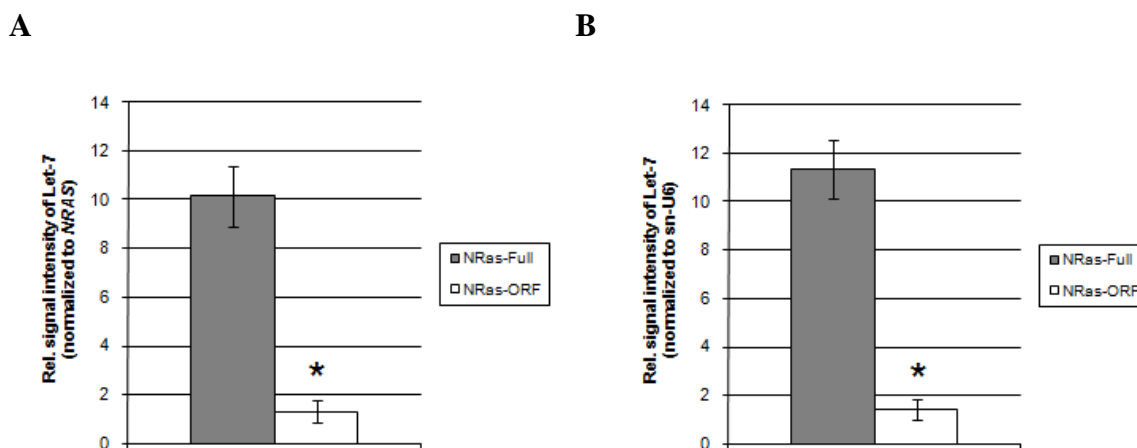 A
Rel. signal intensity of Let-7
(normalized to NRAS)
14
12
10
8
6
4
2
0
*
NRas-Full
NRas-ORF
B
Rel. signal intensity of Let-7
(normalized to sn-U6)
14
12
10
8
6
4
2
0
*
NRas-Full
NRas-ORF